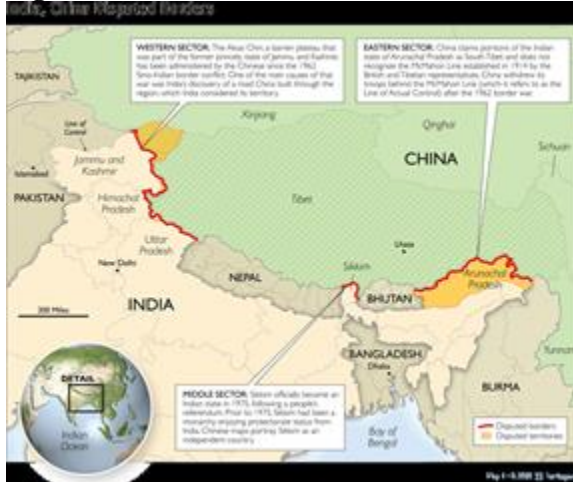 India, China Disputed Borders
WESTERN SECTOR: The Aksai Chin, a barren plateau that
was part of the former princely state of Jammu and Kashmir,
has been administered by the Chinese since the 1962
Sino-Indian border conflict. One of the main causes of that
war was India's discovery of a road China built through the
region, which India considered its territory.
EASTERN SECTOR: China claims portions of the Indian
state of Arunachal Pradesh as South Tibet and does not
recognize the McMahon Line established in 1914 by the
British and Tibetan representatives. China withdrew its
troops behind the McMahon Line (which it refers to as
the Line of Actual Control) after the 1962 border war.
TAJIKISTAN
Xinjiang
Qinghai
Line of
Control
Sichuan
Jammu and
Kashmir
CHINA
Islamabad
PAKISTAN
Himachal
Pradesh
Tibet
Uttar
Pradesh
New Delhi
Lhasa
NEPAL
Sikkim
Arunachal
Pradesh
300 Miles
INDIA
BHUTAN
Yunnan
BANGLADESH
Dhaka
DETAIL
BURMA
MIDDLE SECTOR: Sikkim officials became an
Indian state in 1975, following a people's
referendum. Prior to 1975, Sikkim had been a
monarchy enjoying protectorate status from
India. Chinese maps portray Sikkim as an
independent country.
Indian
Ocean
Bay of
Bengal
Disputed borders
Disputed territories